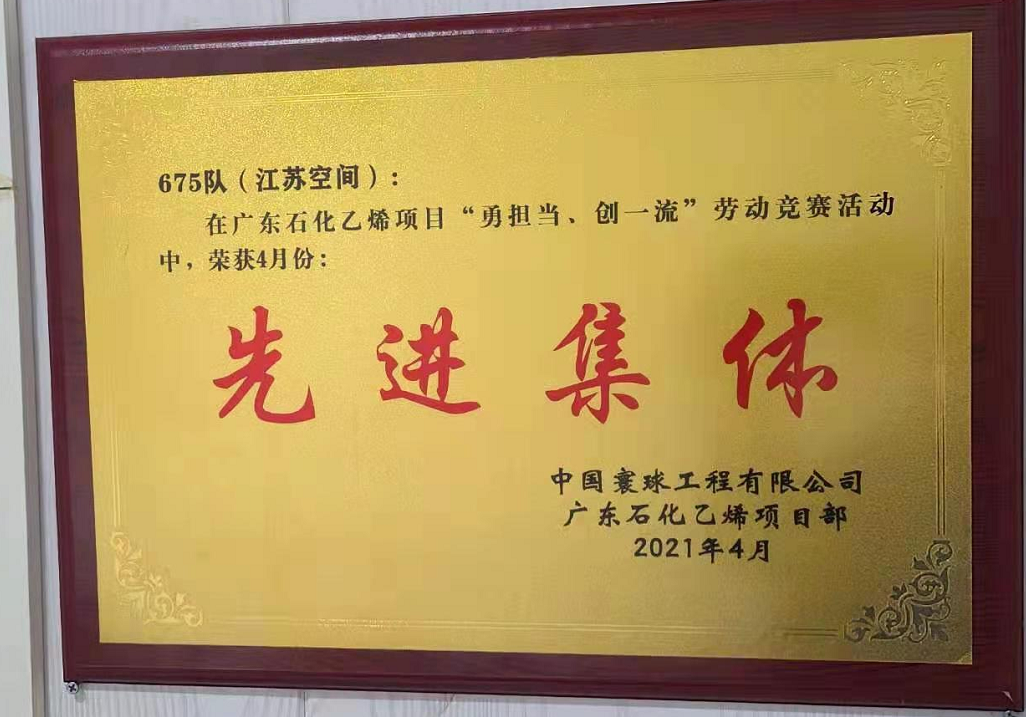 675队（江苏空间）：
在广东石化乙烯项目“勇担当、创一流”劳动竞赛活动
中，荣获4月份：
先进集体
中国寰球工程有限公司
广东石化乙烯项目部
2021年4月